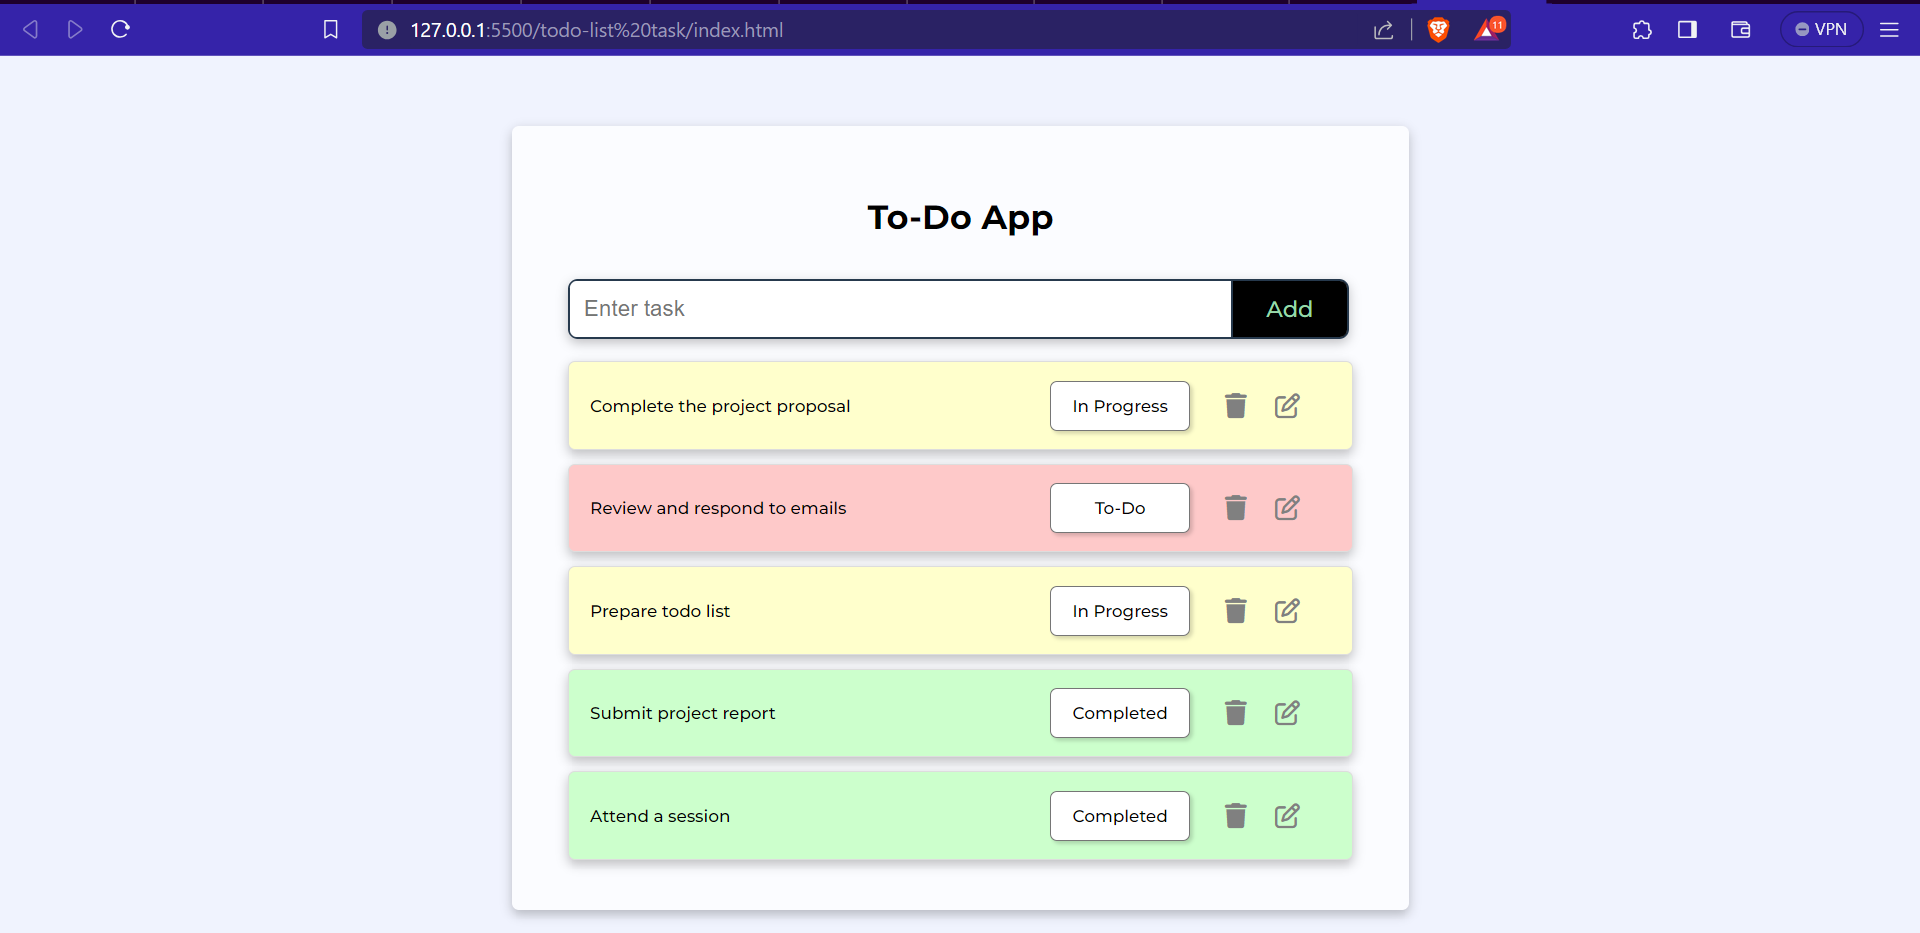 127.0.0.1:5500/todo-list%20task/index.html
11
VPN
To-Do App
Enter task
Add
Complete the project proposal
In Progress
Review and respond to emails
To-Do
Prepare todo list
In Progress
Submit project report
Completed
Attend a session
Completed